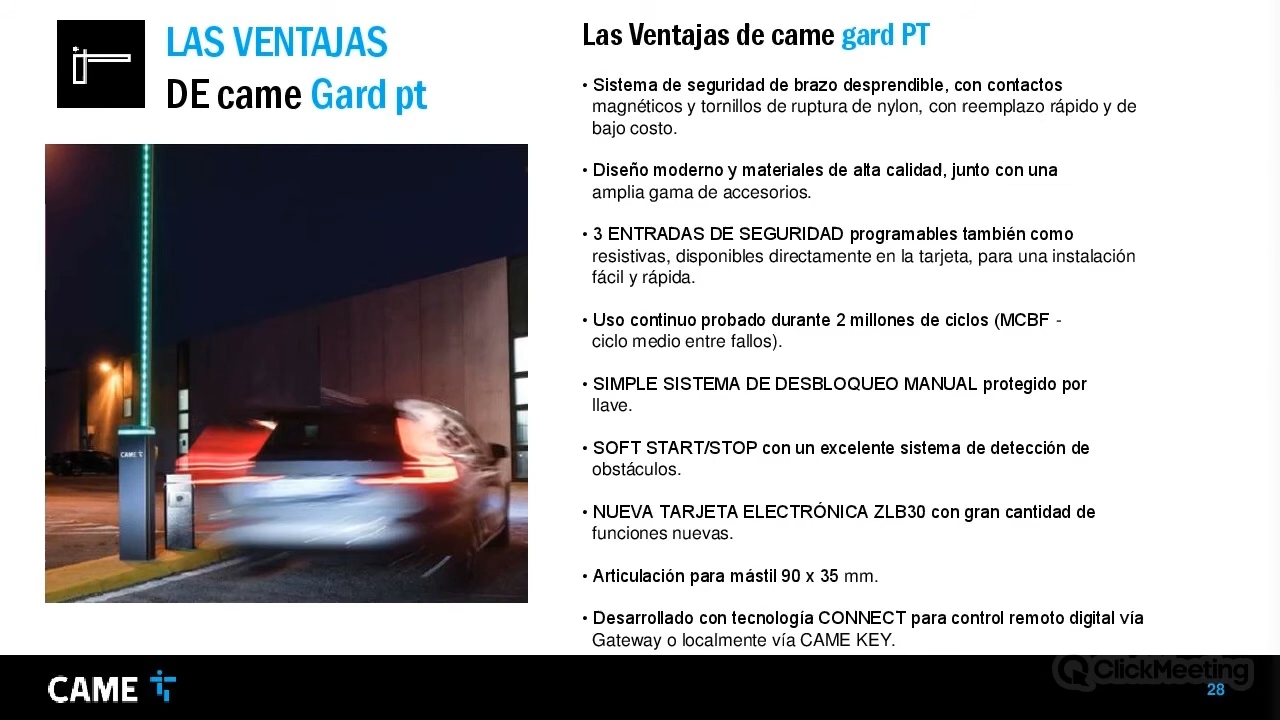 LAS VENTAJAS
DE came Gard pt
Las Ventajas de came gard PT
• Sistema de seguridad de brazo desprendible, con contactos
magnéticos y tornillos de ruptura de nylon, con reemplazo rápido y de
bajo costo.
• Diseño moderno y materiales de alta calidad, junto con una
amplia gama de accesorios.
• 3 ENTRADAS DE SEGURIDAD programables también como
resistivas, disponibles directamente en la tarjeta, para una instalación
fácil y rápida.
• Uso continuo probado durante 2 millones de ciclos (MCBF -
ciclo medio entre fallos).
• SIMPLE SISTEMA DE DESBLOQUEO MANUAL protegido por
llave.
• SOFT START/STOP con un excelente sistema de detección de
obstáculos.
• NUEVA TARJETA ELECTRÓNICA ZLB30 con gran cantidad de
funciones nuevas.
• Articulación para mástil 90 x 35 mm.
• Desarrollado con tecnología CONNECT para control remoto digital vía
Gateway o localmente vía CAME KEY.
CAME
CAME
ClickMeeting
28